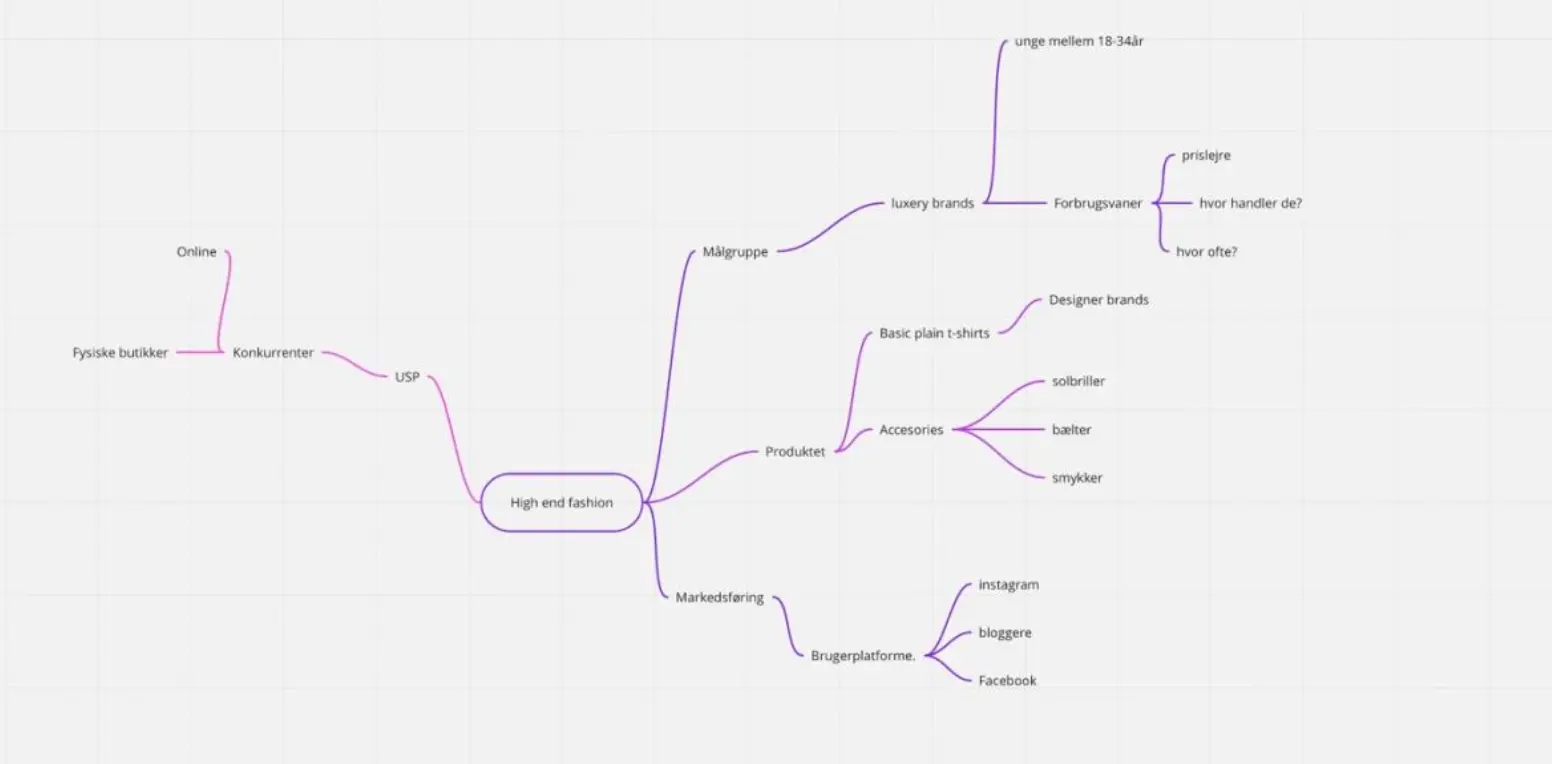 unge mellem 18-34år
prislejre
luxery brands
Forbrugsvaner
hvor handler de?
Online
Målgruppe
hvor ofte?
Designer brands
Basic plain t-shirts
Fysiske butikker
Konkurrenter
USP
solbriller
Accesories
bælter
Produktet
smykker
High end fashion
instagram
Markedsføring
bloggere
Brugerplatforme.
Facebook